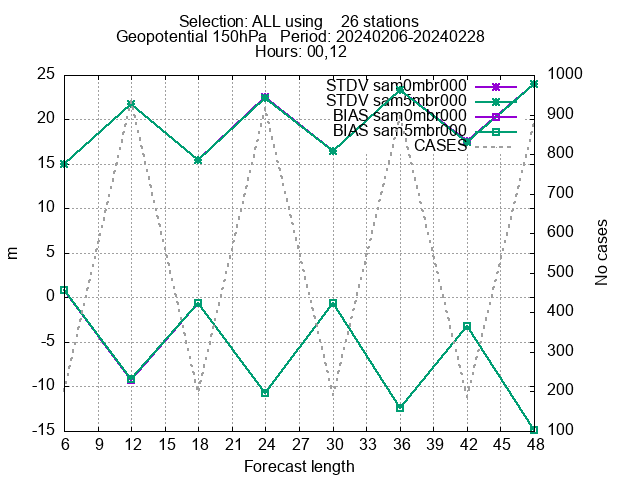 Selection: ALL using    26 stations
Geopotential 150hPa   Period: 20240206-20240228
Hours: 00,12
STDV sam0mbr000
STDV sam5mbr000
BIAS sam0mbr000
BIAS sam5mbr000
CASES
25
20
15
10
5
0
-5
-10
-15
m
1000
900
800
700
600
500
400
300
200
100
No cases
6 9 12 15 18 21 24 27 30 33 36 39 42 45 48
Forecast length